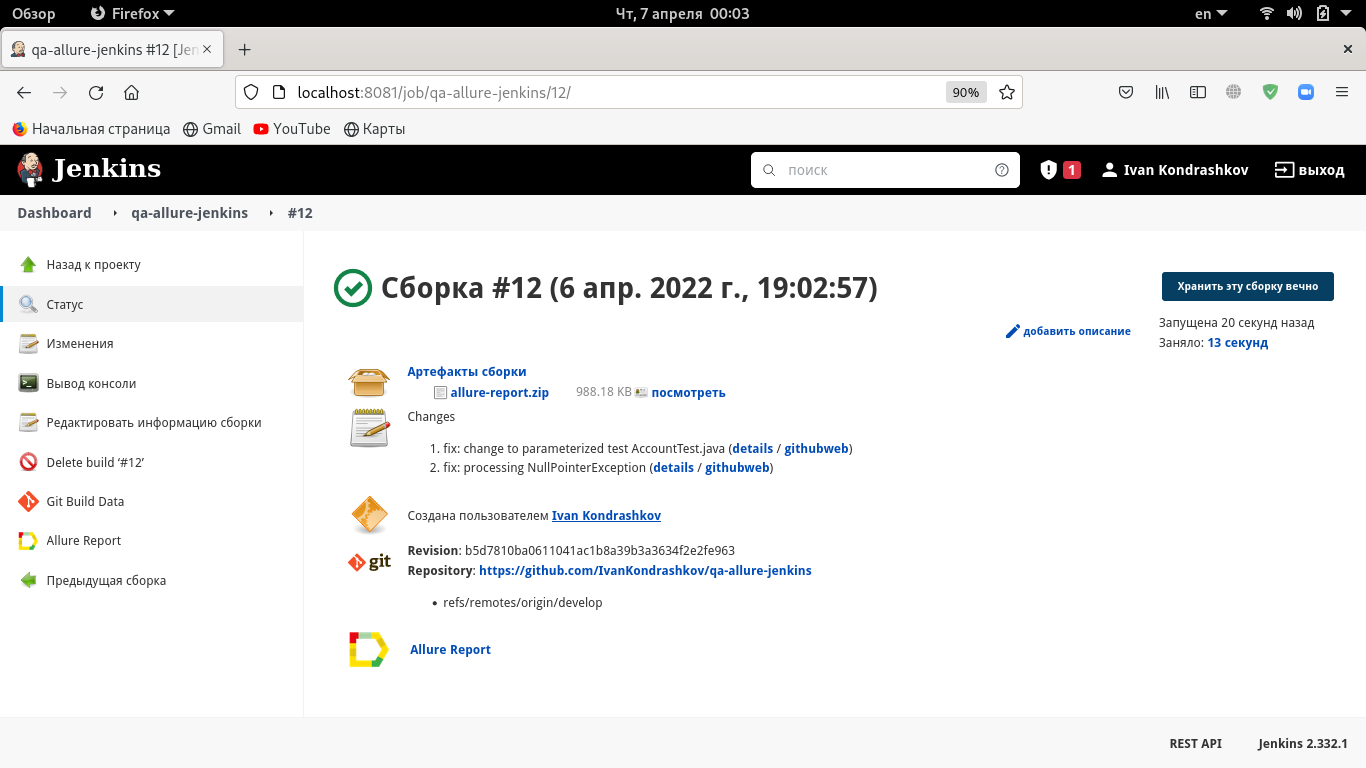 Обзор Firefox Чт, 7 апреля 00:03 en
qa-allure-jenkins #12 [Jen
localhost:8081/job/qa-allure-jenkins/12/ 90%
Начальная страница Gmail YouTube Карты
Jenkins поиск 1 Ivan Kondrashkov выход
Dashboard qa-allure-jenkins #12
Назад к проекту
Статус
Изменения
Вывод консоли
Редактировать информацию сборки
Delete build ‘#12’
Git Build Data
Allure Report
Предыдущая сборка
Сборка #12 (6 апр. 2022 г., 19:02:57)
Хранить эту сборку вечно
добавить описание
Запущена 20 секунд назад
Заняло: 13 секунд
Артефакты сборки
allure-report.zip 988.18 KB посмотреть
Changes
1. fix: change to parameterized test AccountTest.java (details / githubweb)
2. fix: processing NullPointerException (details / githubweb)
Создана пользователем Ivan Kondrashkov
git
Revision: b5d7810ba0611041ac1b8a39b3a3634f2e2fe963
Repository: https://github.com/IvanKondrashkov/qa-allure-jenkins
• refs/remotes/origin/develop
Allure Report
REST API Jenkins 2.332.1